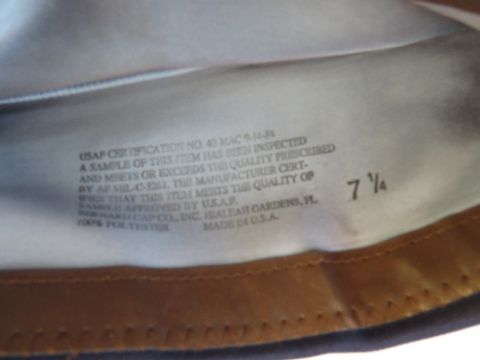 USAF CERTIFICATION NO. 40 MAC 9-14-84
A SAMPLE OF THIS ITEM HAS BEEN INSPECTED
AND MEETS OR EXCEEDS THE QUALITY PRESCRIBED
BY AF MIL-C-3261. THE MANUFACTURER CERT-
IFIES THAT THIS ITEM MEETS THE QUALITY OF
SAMPLE APPROVED BY U.S.A.F.
BERNARD CAP CO., INC. HIALEAH GARDENS, FL
100% POLYESTER MADE IN U.S.A.
7 1/4